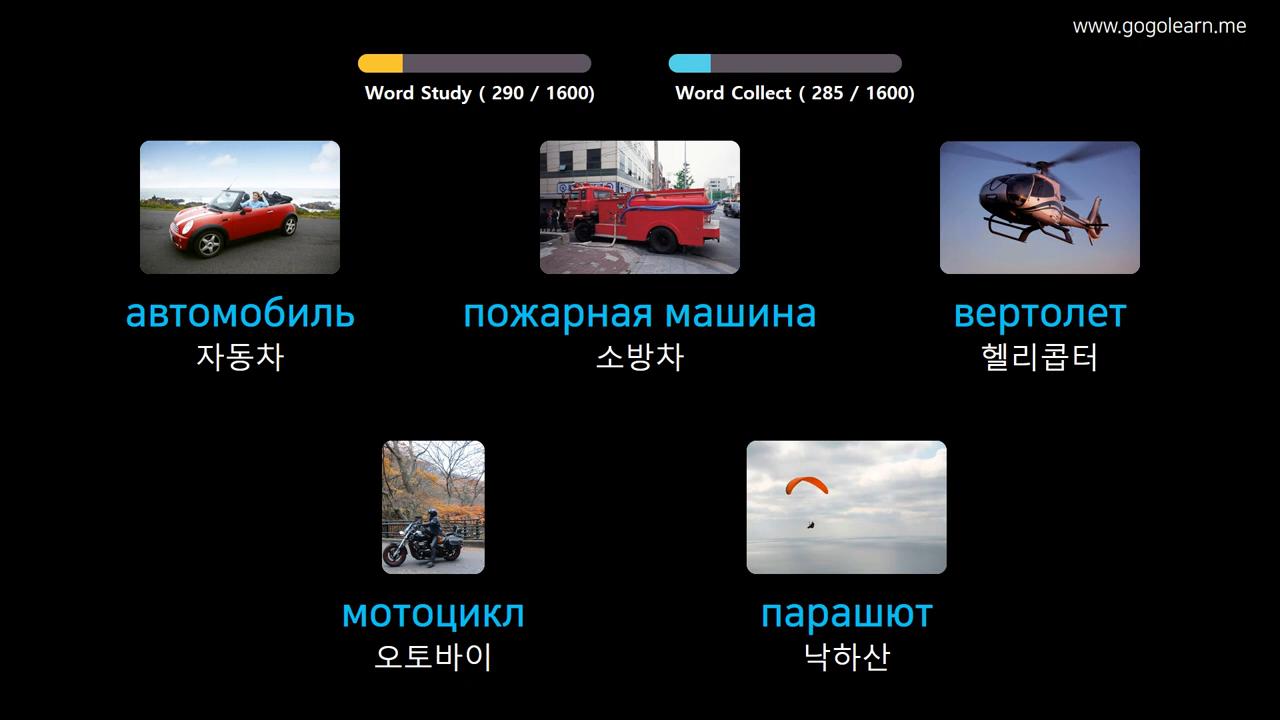 www.gogolearn.me
Word Study ( 290 / 1600)
Word Collect ( 285 / 1600)
автомобиль
자동차
пожарная машина
소방차
вертолет
헬리콥터
мотоцикл
오토바이
парашют
낙하산